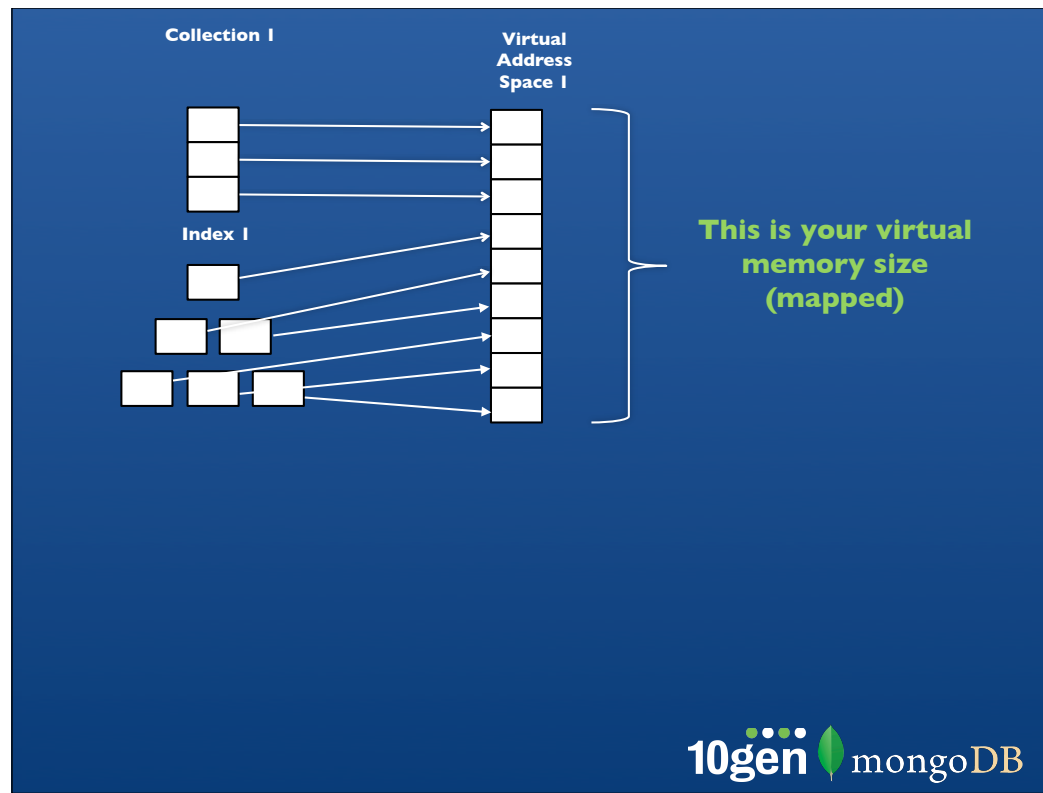 Collection 1
Virtual
Address
Space 1
Index 1
This is your virtual
memory size
(mapped)
10gen mongoDB